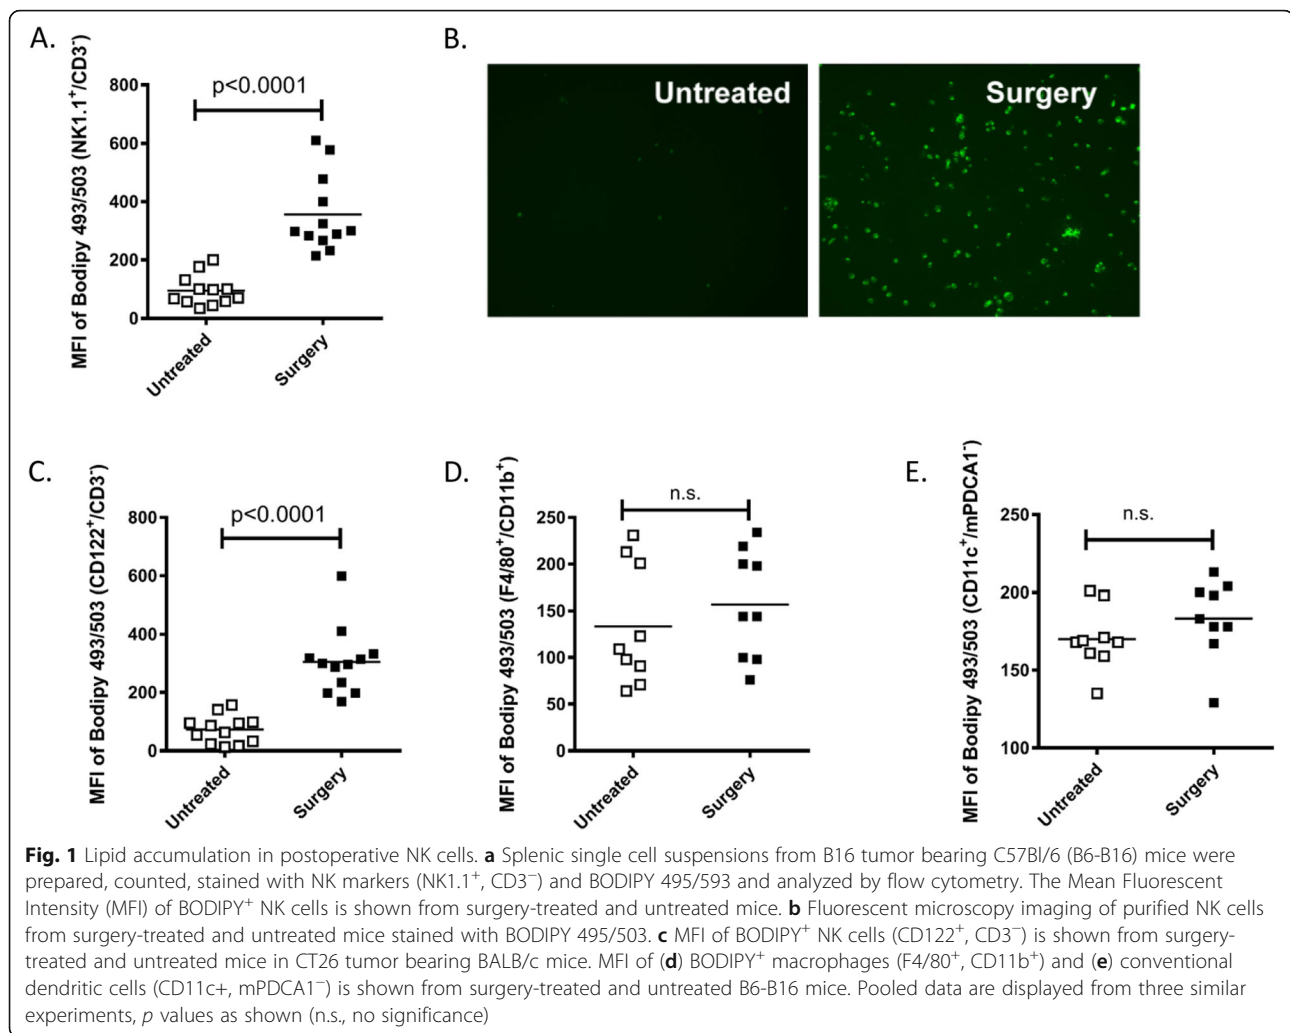 A.
MFI of Bodipy 493/503 (NK1.1⁺/CD3⁻)
800
600
400
200
0
p<0.0001
Untreated
Surgery
B.
Untreated
Surgery
C.
MFI of Bodipy 493/503 (CD122⁺/CD3⁻)
800
600
400
200
0
p<0.0001
Untreated
Surgery
D.
MFI of Bodipy 493/503 (F4/80⁺/CD11b⁺)
250
200
150
100
50
0
n.s.
Untreated
Surgery
E.
MFI of Bodipy 493/503 (CD11c⁺/mPDCA1⁻)
250
200
150
100
n.s.
Untreated
Surgery
Fig. 1 Lipid accumulation in postoperative NK cells. a Splenic single cell suspensions from B16 tumor bearing C57Bl/6 (B6-B16) mice were
prepared, counted, stained with NK markers (NK1.1⁺, CD3⁻) and BODIPY 495/593 and analyzed by flow cytometry. The Mean Fluorescent
Intensity (MFI) of BODIPY⁺ NK cells is shown from surgery-treated and untreated mice. b Fluorescent microscopy imaging of purified NK cells
from surgery-treated and untreated mice stained with BODIPY 495/503. c MFI of BODIPY⁺ NK cells (CD122⁺, CD3⁻) is shown from surgery-
treated and untreated mice in CT26 tumor bearing BALB/c mice. MFI of (d) BODIPY⁺ macrophages (F4/80⁺, CD11b⁺) and (e) conventional
dendritic cells (CD11c+, mPDCA1⁻) is shown from surgery-treated and untreated B6-B16 mice. Pooled data are displayed from three similar
experiments, p values as shown (n.s., no significance)